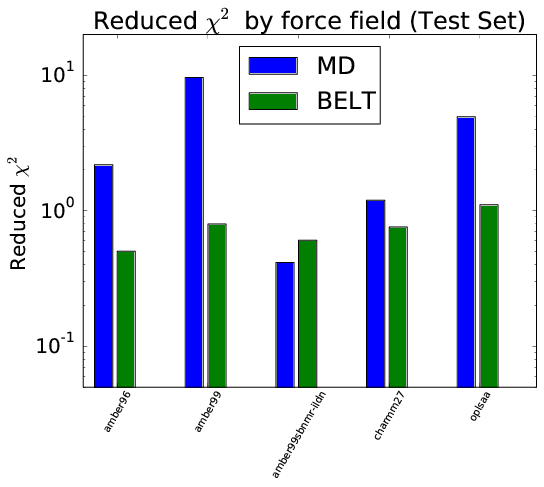 Reduced χ² by force field (Test Set)
MD
BELT
Reduced χ²
10¹
10⁰
10⁻¹
amber96
amber99
amber99sbnmr-ildn
charmm27
oplsaa